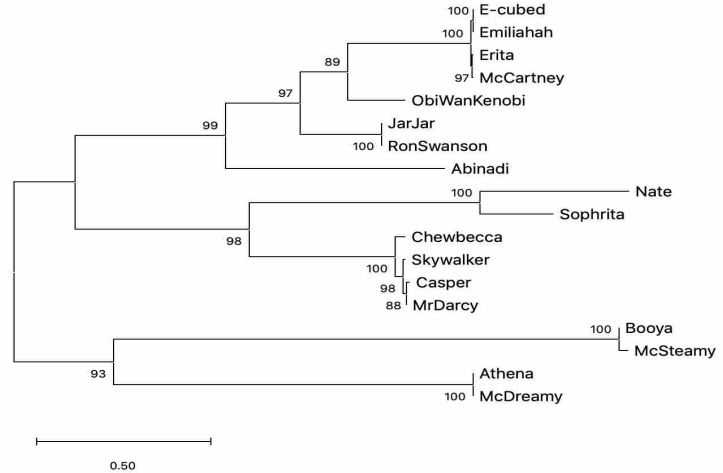 100 E-cubed
100 Emiliahah
Erita
89
97 McCartney
97
ObiWanKenobi
99
JarJar
100 RonSwanson
Abinadi
100 Nate
Sophrita
98
Chewbecca
Skywalker
100
Casper
98
88 MrDarcy
100 Booya
McSteamy
93
Athena
100 McDreamy
0.50